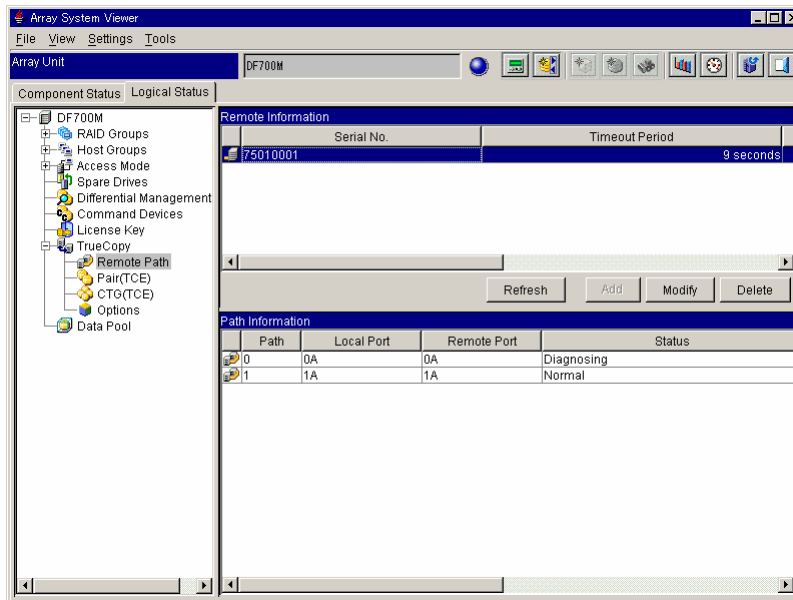 Array System Viewer
File View Settings Tools
Array Unit
DF700M
Component Status Logical Status
DF700M
RAID Groups
Host Groups
Access Mode
Spare Drives
Differential Management
Command Devices
License Key
TrueCopy
Remote Path
Pair(TCE)
CTG(TCE)
Options
Data Pool
Remote Information
Serial No. Timeout Period
75010001 9 seconds
Refresh Add Modify Delete
Path Information
Path Local Port Remote Port Status
0 0A 0A Diagnosing
1 1A 1A Normal